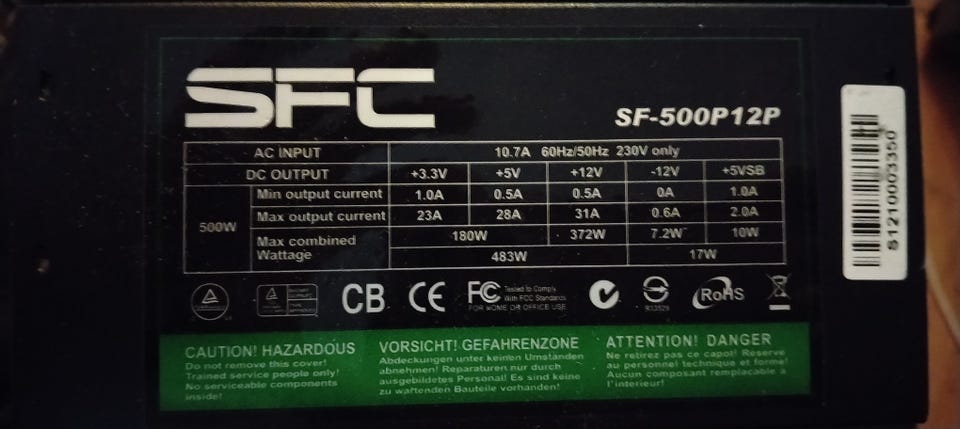 SFC
SF-500P12P
AC INPUT 10.7A 60Hz/50Hz 230V only
DC OUTPUT +3.3V +5V +12V -12V +5VSB
500W
Min output current 1.0A 0.5A 0.5A 0A 1.0A
Max output current 23A 28A 31A 0.6A 2.0A
Max combined Wattage 180W 372W 7.2W 10W
483W 17W
S12100003350
CB CE FC Tested to Comply
With FCC Standards
FOR HOME OR OFFICE USE
RoHS
CAUTION! HAZARDOUS
Do not remove this cover!
Trained service people only!
No serviceable components
inside!
VORSICHT! GEFAHRENZONE
Abdeckungen unter keinen Umständen
abnehmen! Reparaturen nur durch
ausgebildetes Personal! Es sind keine
zu wartenden Bauteile vorhanden!
ATTENTION! DANGER
Ne retirez pas ce capot! Reserve
au personnel technique et forme!
Aucun composant remplaçable à
l'interieur!